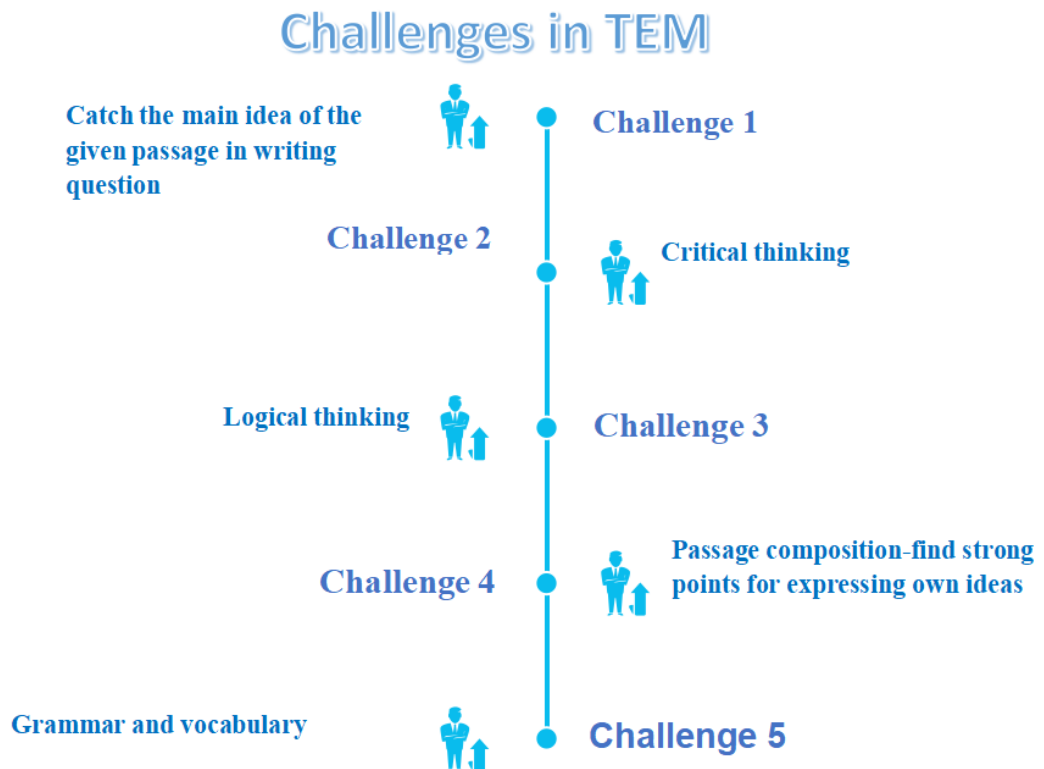 Challenges in TEM
Catch the main idea of the
given passage in writing
question
Challenge 1
Challenge 2
Critical thinking
Logical thinking
Challenge 3
Challenge 4
Passage composition-find strong
points for expressing own ideas
Grammar and vocabulary
Challenge 5